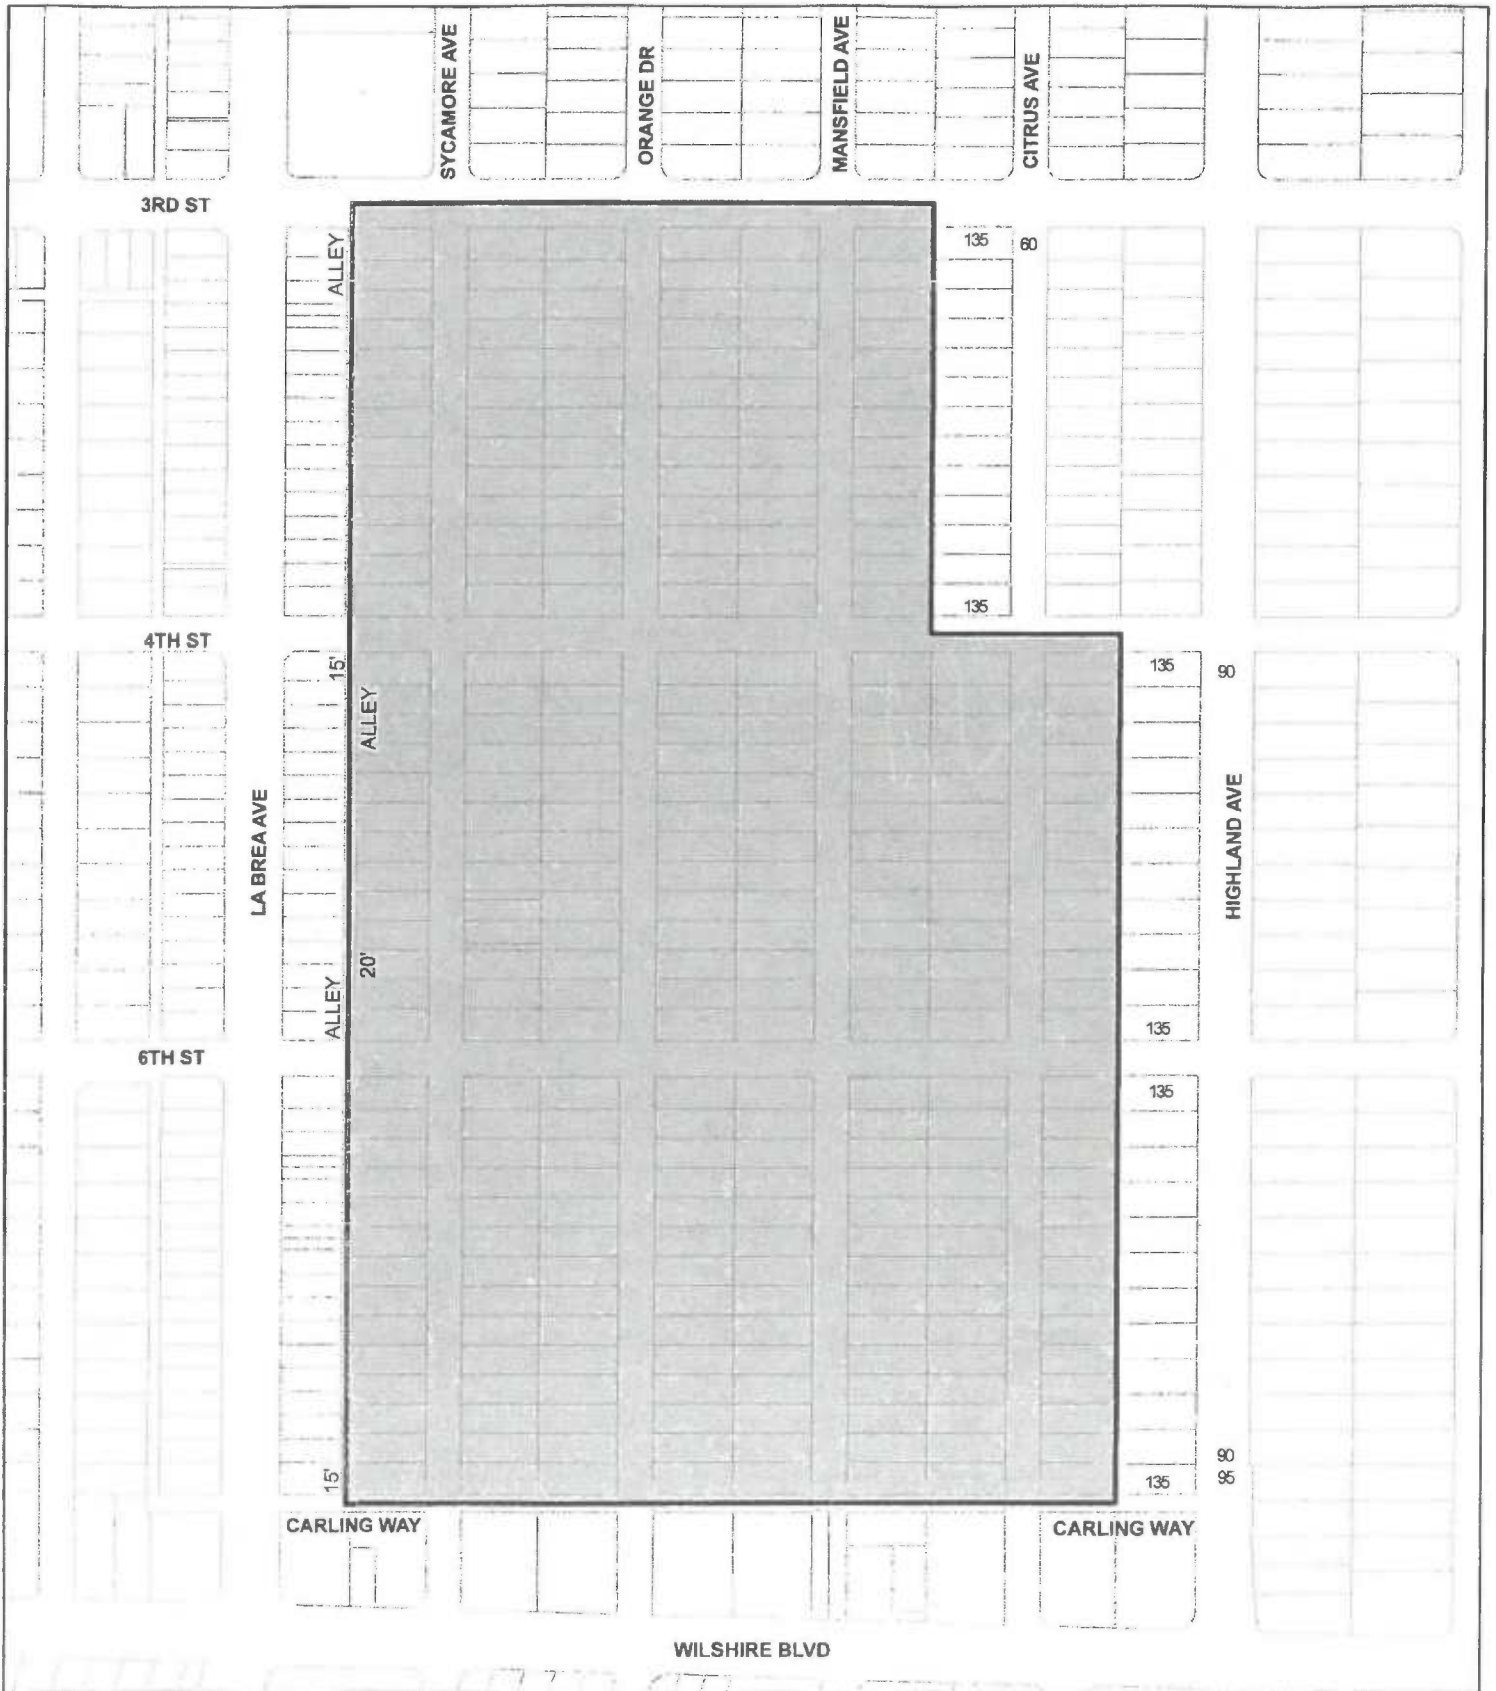 SYCAMORE AVE
ORANGE DR
MANSFIELD AVE
CITRUS AVE
3RD ST
ALLEY
135
60
135
4TH ST
15'
ALLEY
135
90
LA BREA AVE
HIGHLAND AVE
20'
ALLEY
135
6TH ST
135
90
15'
135
95
CARLING WAY
CARLING WAY
WILSHIRE BLVD